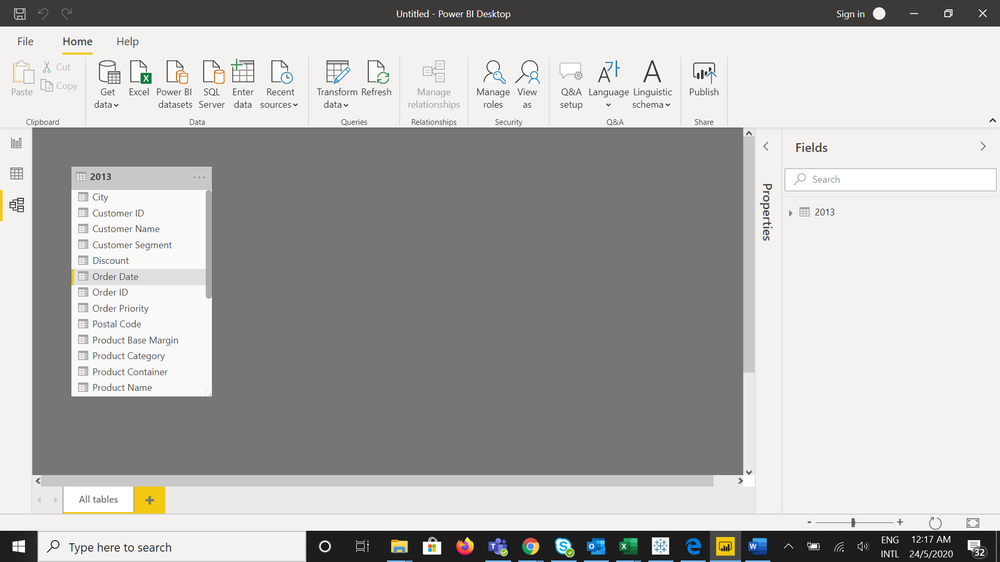 Untitled - Power BI Desktop
Sign in
File Home Help
Paste
Cut
Copy
Clipboard
Get data
Excel
Power BI datasets
SQL Server
Enter data
Recent sources
Data
Transform data
Refresh
Queries
Manage relationships
Relationships
Manage roles
View as
Security
Q&A setup
Language
Linguistic schema
Q&A
Publish
Share
2013
City
Customer ID
Customer Name
Customer Segment
Discount
Order Date
Order ID
Order Priority
Postal Code
Product Base Margin
Product Category
Product Container
Product Name
Properties
Fields
Search
2013
All tables
Type here to search
ENG
INTL
12:17 AM
24/5/2020
32